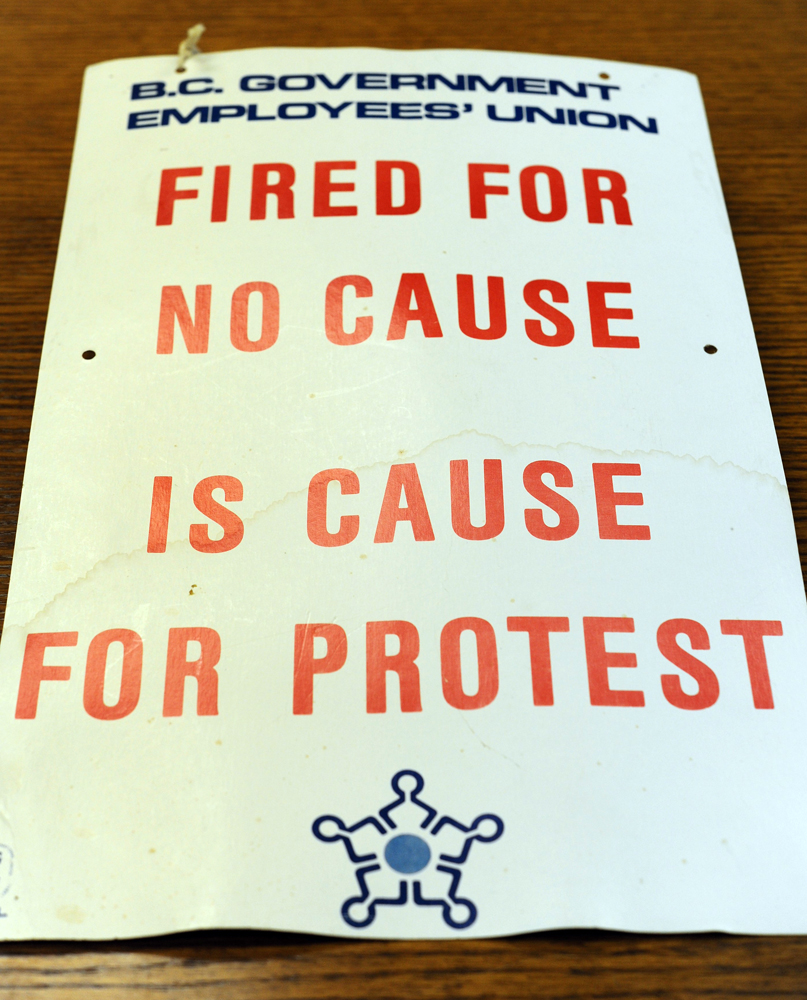 B.C. GOVERNMENT
EMPLOYEES' UNION
FIRED FOR
NO CAUSE
IS CAUSE
FOR PROTEST